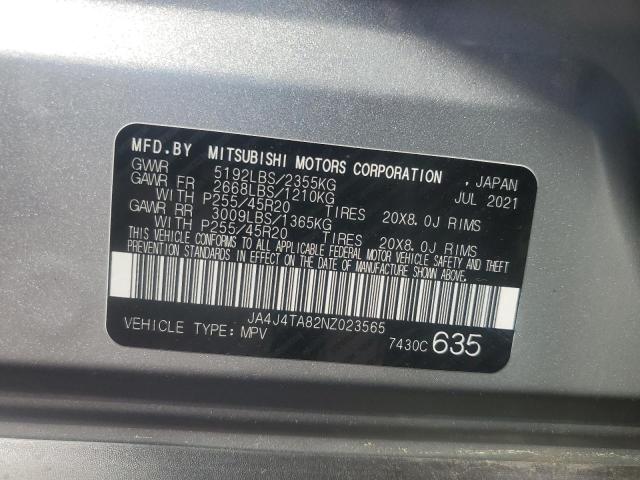 MFD.BY MITSUBISHI MOTORS CORPORATION , JAPAN
GVWR 5192LBS/2355KG JUL 2021
GAWR FR 2668LBS/1210KG
WITH P255/45R20 TIRES 20X8.0J RIMS
GAWR RR 3009LBS/1365KG
WITH P255/45R20 TIRES 20X8.0J RIMS
THIS VEHICLE CONFORMS TO ALL APPLICABLE FEDERAL MOTOR VEHICLE SAFETY AND THEFT
PREVENTION STANDARDS IN EFFECT ON THE DATE OF MANUFACTURE SHOWN ABOVE.
JA4J4TA82NZ023565
VEHICLE TYPE: MPV 7430C 635